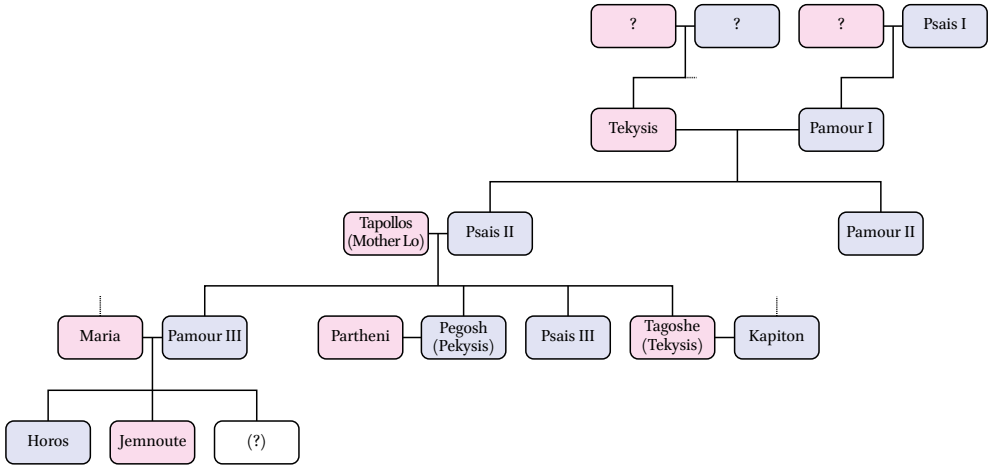 ?
?
?
Psais I
Tekysis
Pamour I
Tapollos
(Mother Lo)
Psais II
Pamour II
Maria
Pamour III
Partheni
Pegosh
(Pekysis)
Psais III
Tagoshe
(Tekysis)
Kapiton
Horos
Jemnoute
(?)